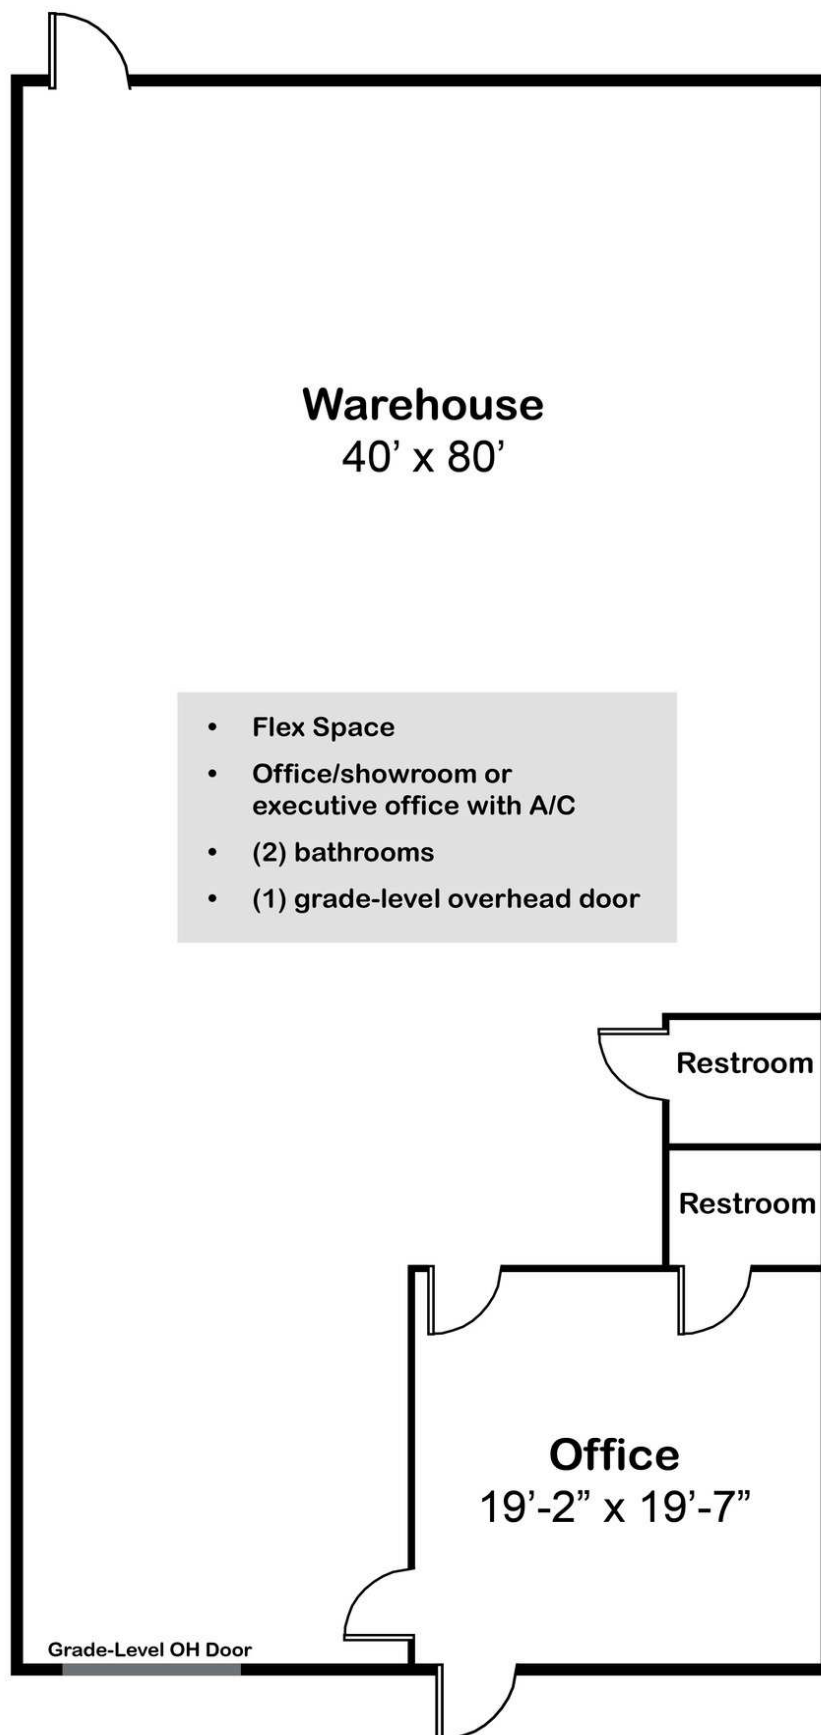 Warehouse
40’ x 80’
• Flex Space
• Office/showroom or
executive office with A/C
• (2) bathrooms
• (1) grade-level overhead door
Restroom
Restroom
Office
19’-2” x 19’-7”
Grade-Level OH Door